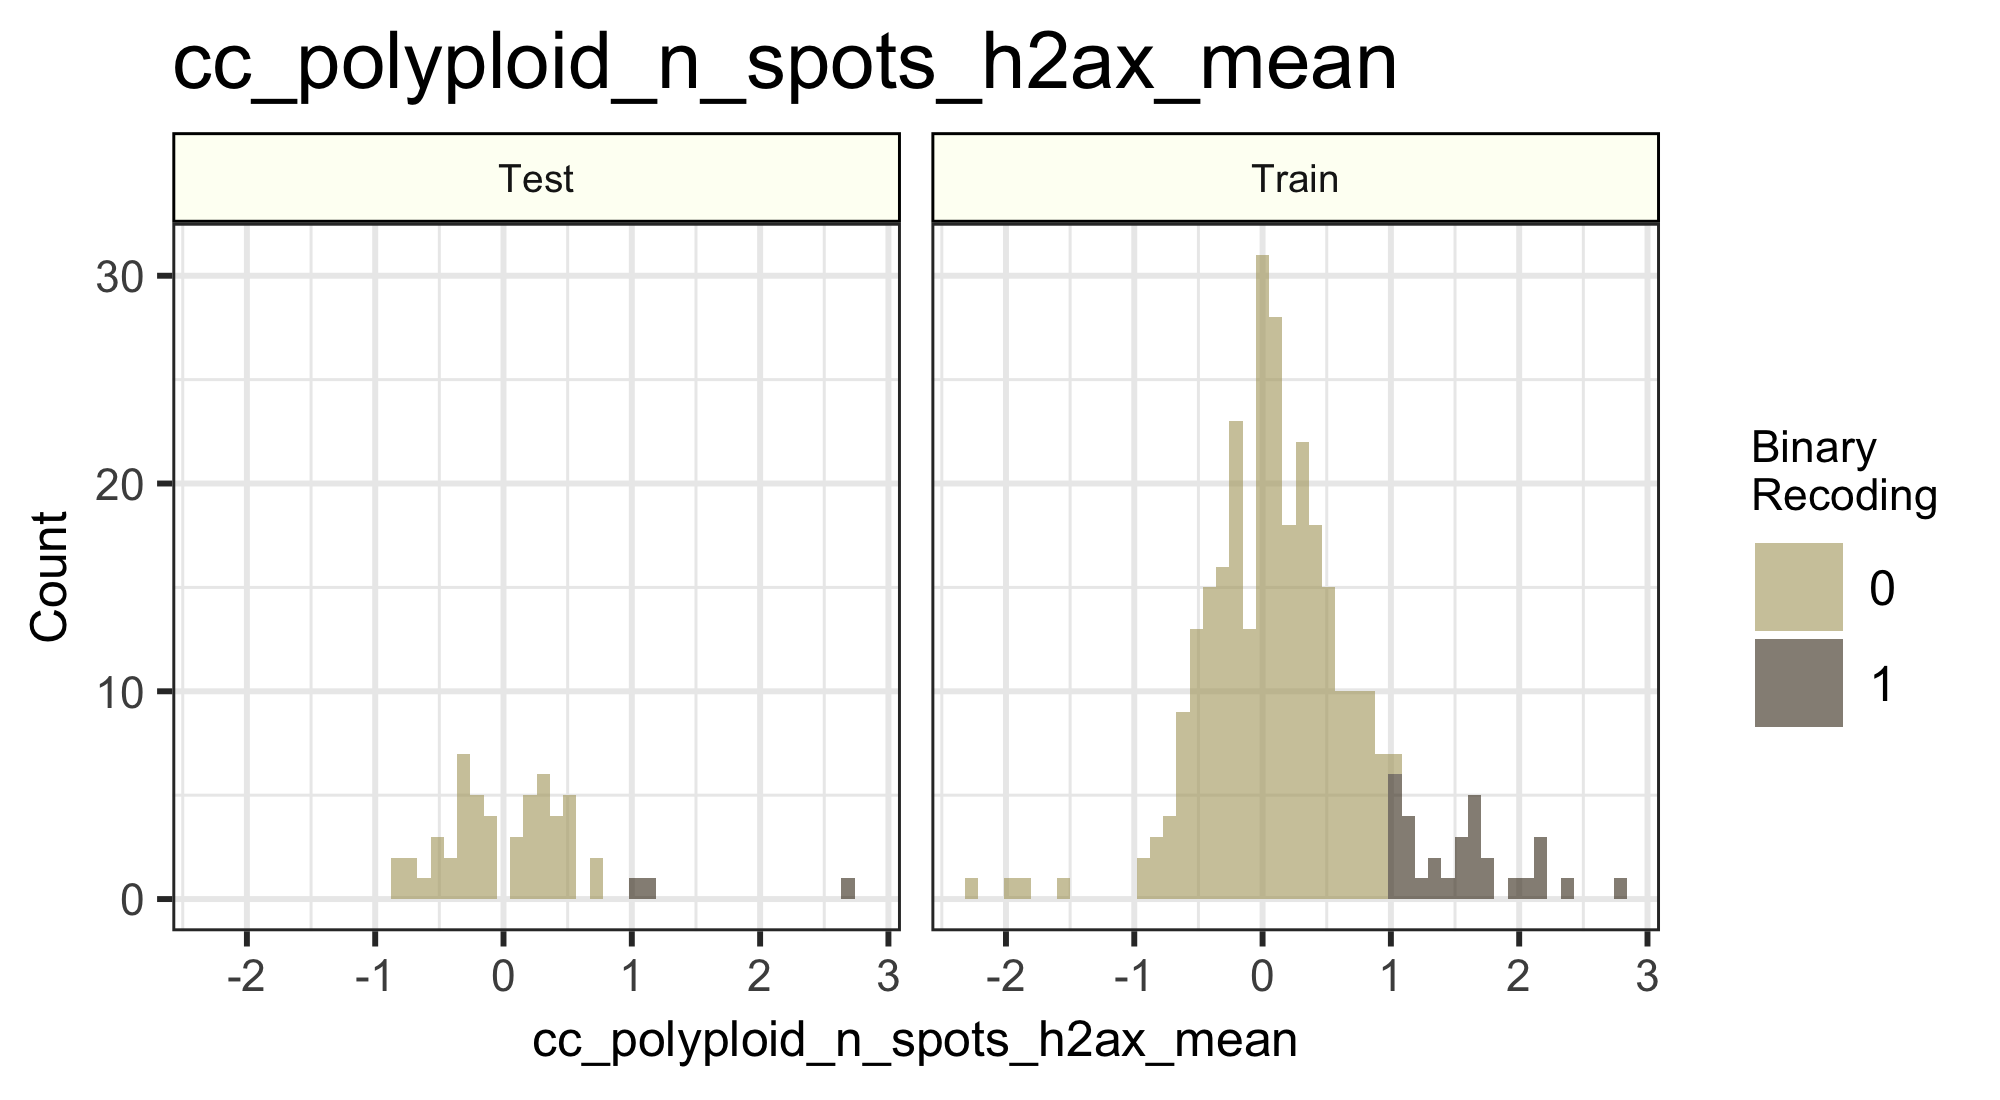 cc_polyploid_n_spots_h2ax_mean
Test
Train
30
20
10
0
Count
-2
-1
0
1
2
3
-2
-1
0
1
2
3
cc_polyploid_n_spots_h2ax_mean
Binary
Recoding
0
1